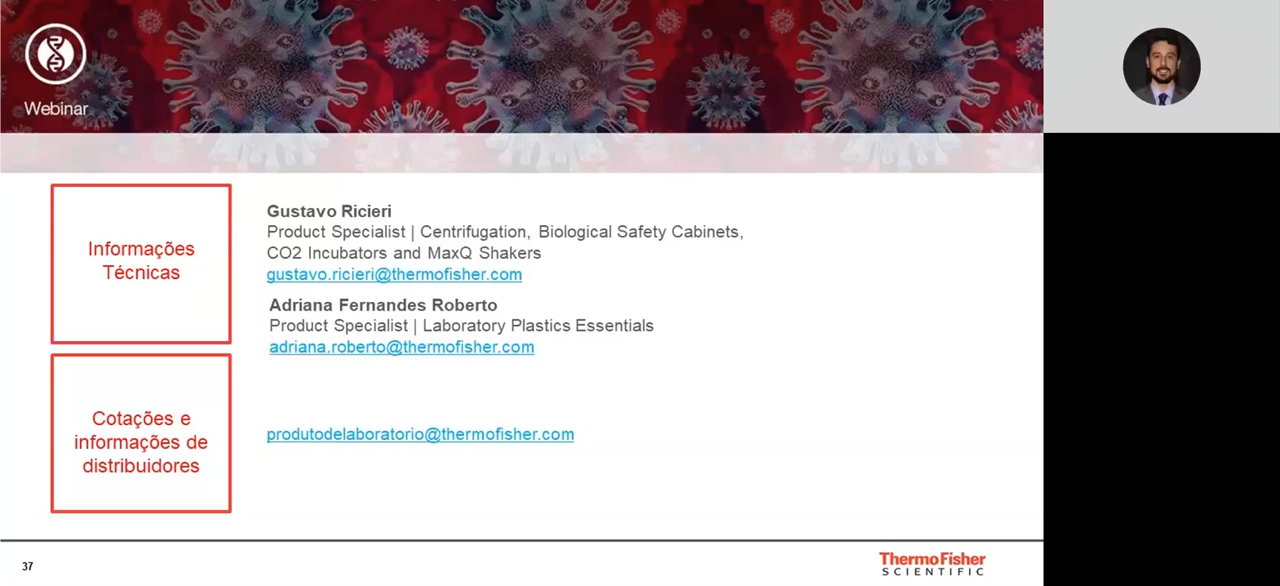 Webinar
Informações
Técnicas
Gustavo Ricieri
Product Specialist | Centrifugation, Biological Safety Cabinets,
CO2 Incubators and MaxQ Shakers
gustavo.ricieri@thermofisher.com
Adriana Fernandes Roberto
Product Specialist | Laboratory Plastics Essentials
adriana.roberto@thermofisher.com
Cotações e
informações de
distribuidores
produtodelaboratorio@thermofisher.com
37
ThermoFisher
SCIENTIFIC